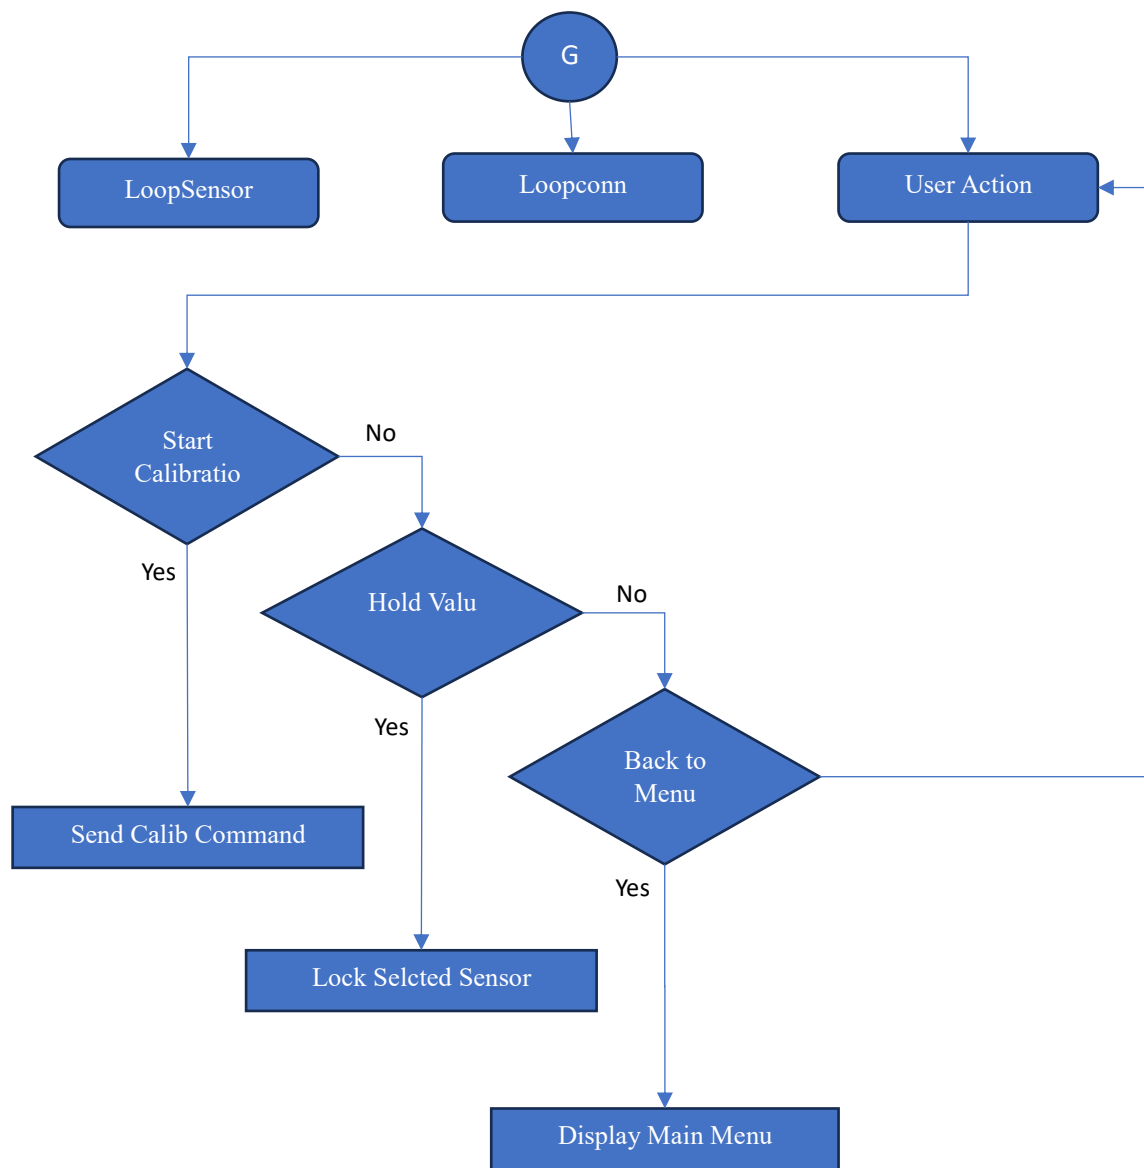 G
LoopSensor
Loopconn
User Action
Start
Calibratio
No
Yes
Hold Valu
No
Yes
Back to
Menu
Send Calib Command
Yes
Lock Selcted Sensor
Display Main Menu